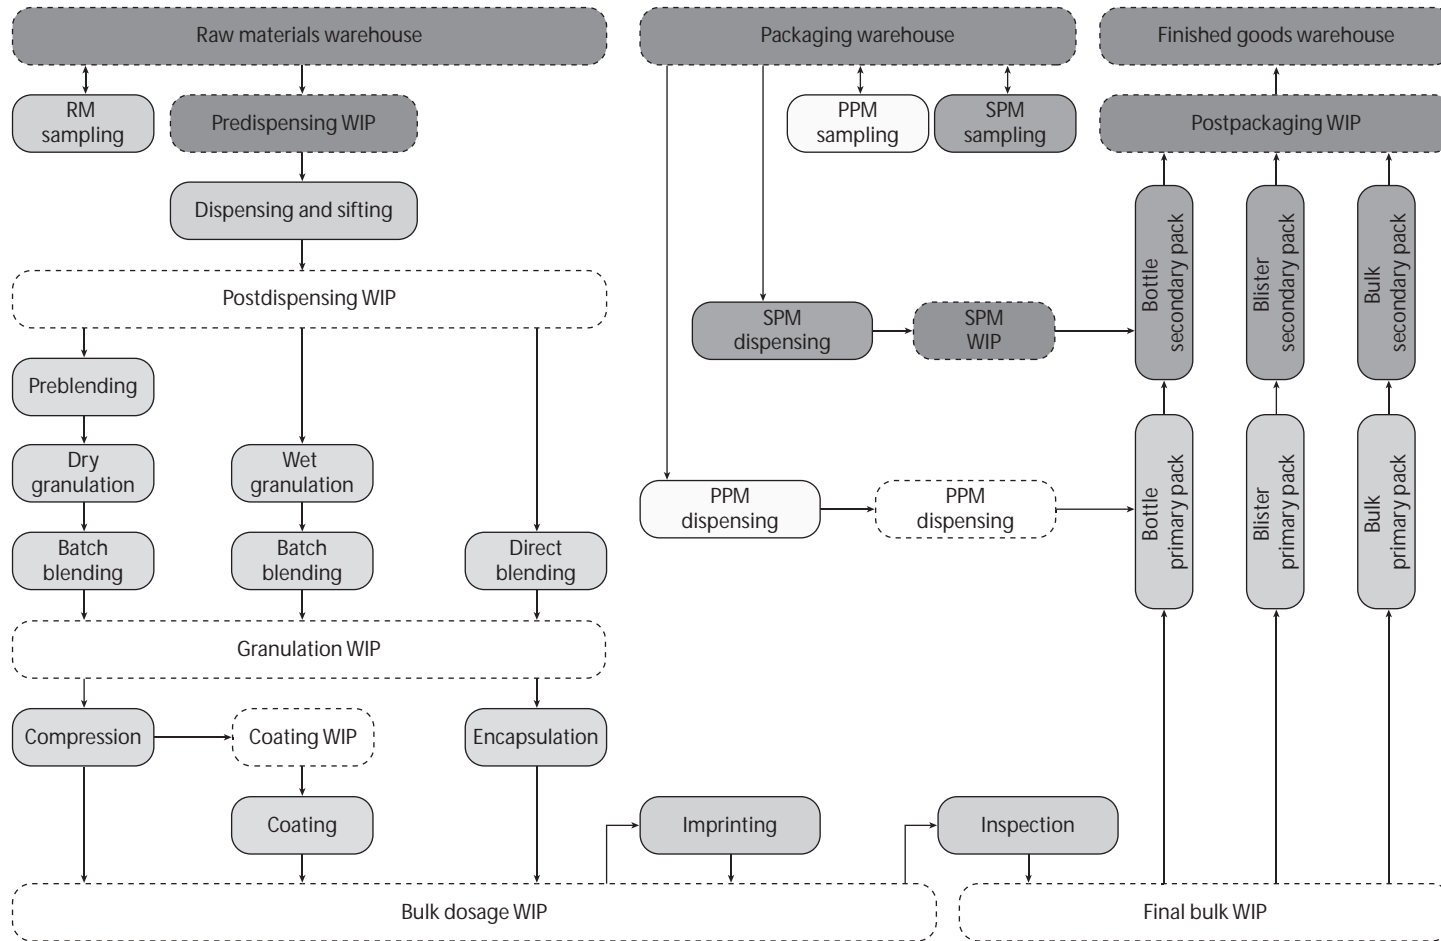 Raw materials warehouse
Packaging warehouse
Finished goods warehouse
RM
sampling
Predispensing WIP
PPM
sampling
SPM
sampling
Postpackaging WIP
Dispensing and sifting
Bottle
secondary pack
Blister
secondary pack
Bulk
secondary pack
Postdispensing WIP
SPM
dispensing
SPM
WIP
Preblending
Dry
granulation
Wet
granulation
PPM
dispensing
PPM
dispensing
Bottle
primary pack
Blister
primary pack
Bulk
primary pack
Batch
blending
Batch
blending
Direct
blending
Granulation WIP
Compression
Coating WIP
Encapsulation
Coating
Imprinting
Inspection
Bulk dosage WIP
Final bulk WIP